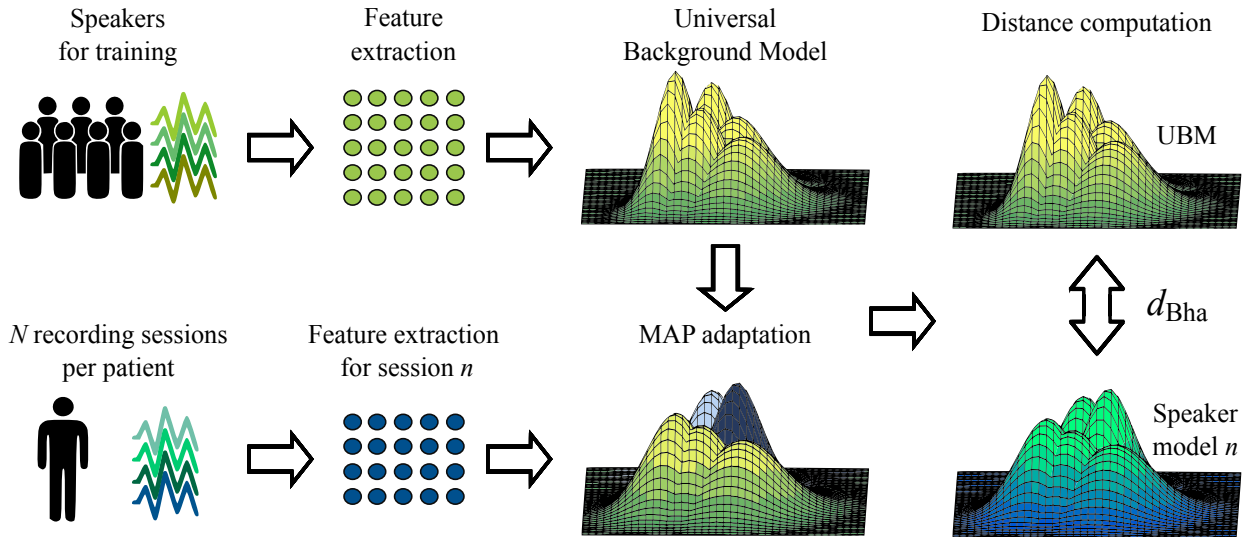 Speakers
for training
Feature
extraction
Universal
Background Model
Distance computation
UBM
N recording sessions
per patient
Feature extraction
for session n
MAP adaptation
d_Bha
Speaker
model n